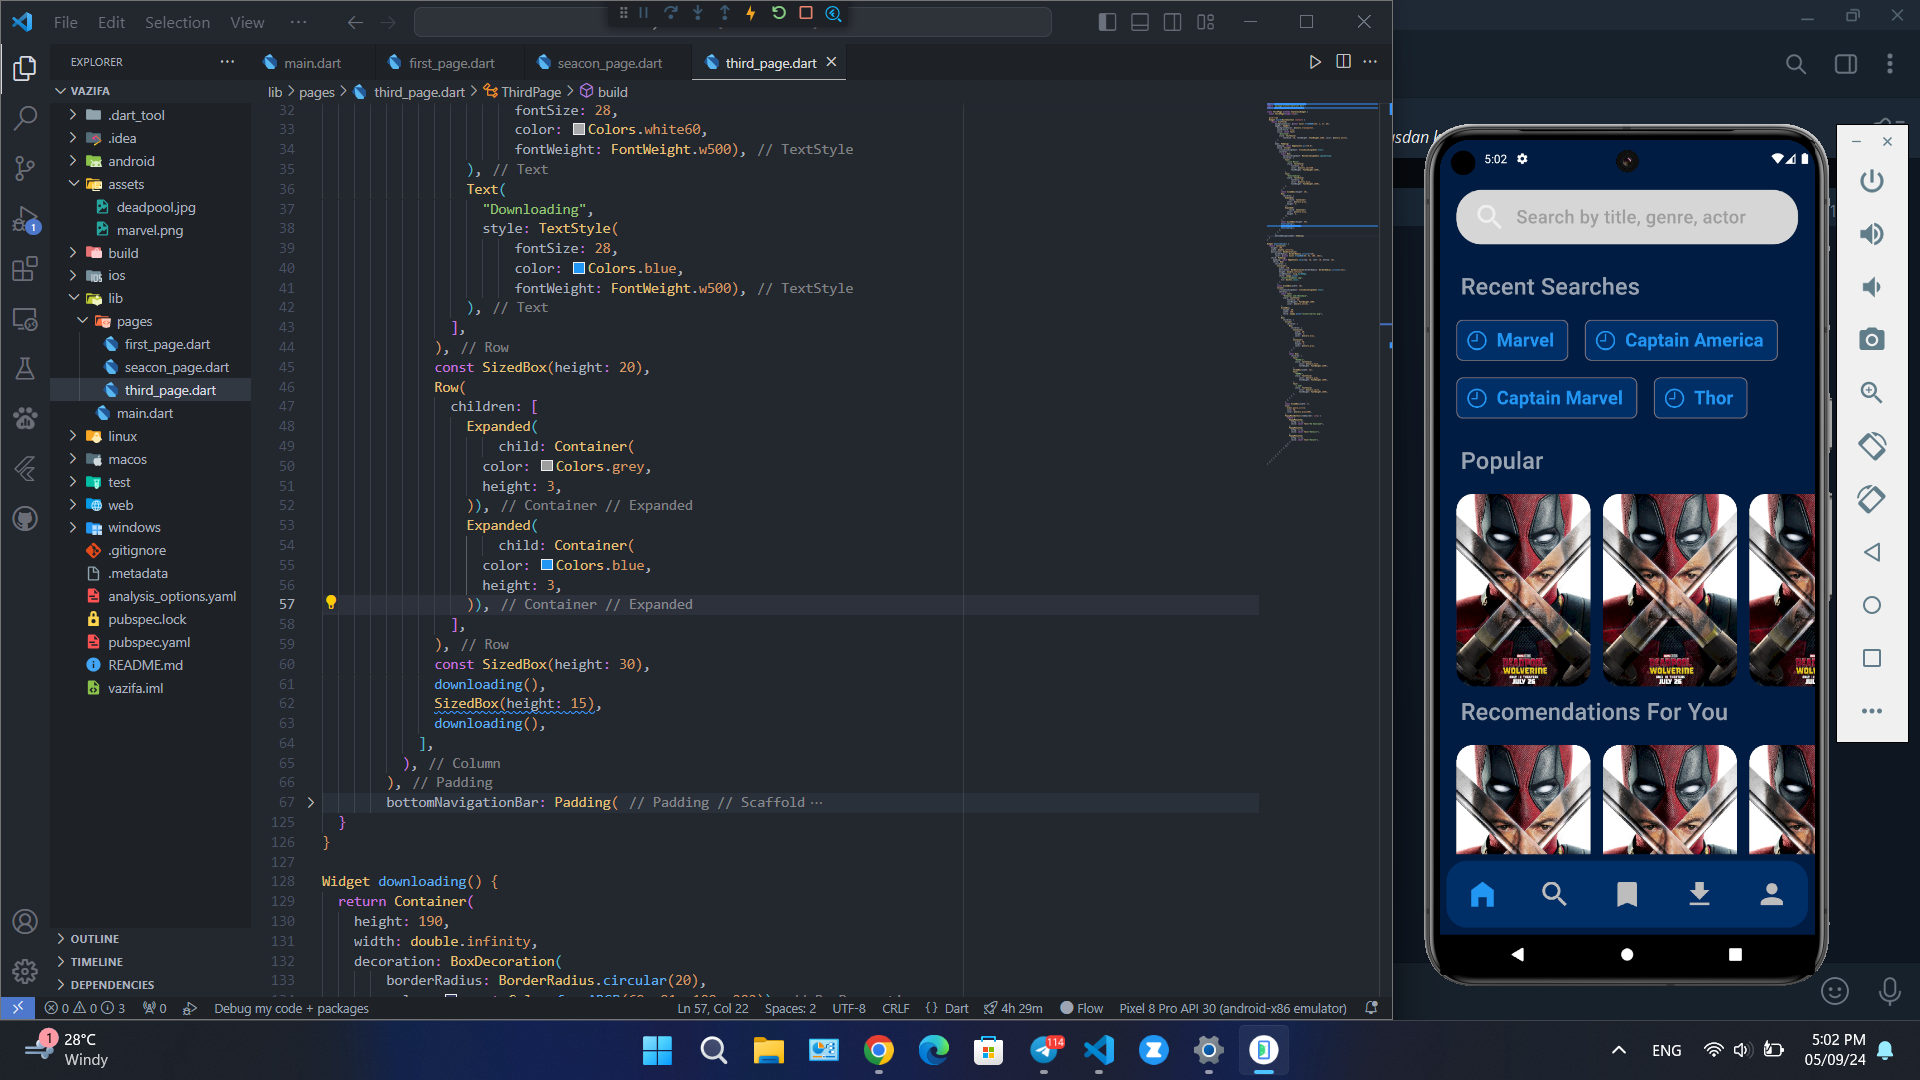 File Edit Selection View ···
EXPLORER ···
main.dart
first_page.dart
seacon_page.dart
third_page.dart
VAZIFA
lib > pages > third_page.dart > ThirdPage > build
.dart_tool
.idea
android
assets
deadpool.jpg
marvel.png
build
ios
lib
pages
first_page.dart
seacon_page.dart
third_page.dart
main.dart
linux
macos
test
web
windows
.gitignore
.metadata
analysis_options.yaml
pubspec.lock
pubspec.yaml
README.md
vazifa.iml
OUTLINE
TIMELINE
DEPENDENCIES
32 fontSize: 28,
33 color: Colors.white60,
34 fontWeight: FontWeight.w500), // TextStyle
35 ), // Text
36 Text(
37 "Downloading",
38 style: TextStyle(
39 fontSize: 28,
40 color: Colors.blue,
41 fontWeight: FontWeight.w500), // TextStyle
42 ), // Text
43 ],
44 ), // Row
45 const SizedBox(height: 20),
46 Row(
47 children: [
48 Expanded(
49 child: Container(
50 color: Colors.grey,
51 height: 3,
52 )), // Container // Expanded
53 Expanded(
54 child: Container(
55 color: Colors.blue,
56 height: 3,
57 )), // Container // Expanded
58 ],
59 ), // Row
60 const SizedBox(height: 30),
61 downloading(),
62 SizedBox(height: 15),
63 downloading(),
64 ],
65 ), // Column
66 ), // Padding
67 bottomNavigationBar: Padding( // Padding // Scaffold ···
125 }
126 }
127
128 Widget downloading() {
129 return Container(
130 height: 190,
131 width: double.infinity,
132 decoration: BoxDecoration(
133 borderRadius: BorderRadius.circular(20),
0 0 3 0 Debug my code + packages
Ln 57, Col 22 Spaces: 2 UTF-8 CRLF {} Dart 4h 29m Flow Pixel 8 Pro API 30 (android-x86 emulator)
1
5:02
Search by title, genre, actor
Recent Searches
Marvel
Captain America
Captain Marvel
Thor
Popular
DEADPOOL
WOLVERINE
JULY 26
DEADPOOL
WOLVERINE
JULY 26
Recomendations For You
1
28°C
Windy
114
ENG
5:02 PM
05/09/24